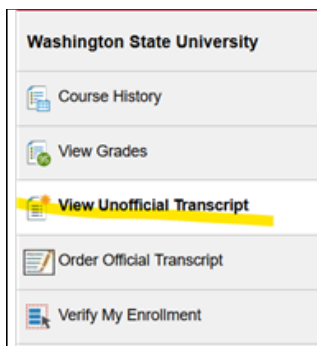 Washington State University
Course History
View Grades
View Unofficial Transcript
Order Official Transcript
Verify My Enrollment